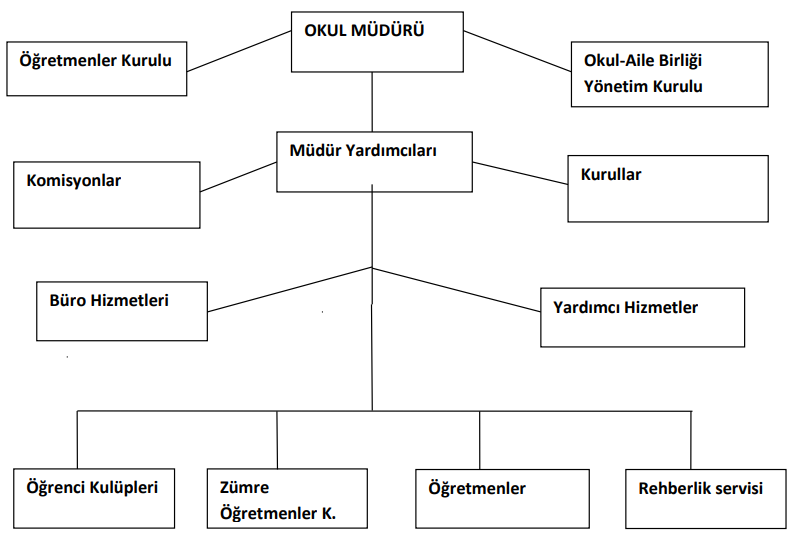 OKUL MÜDÜRÜ
Öğretmenler Kurulu
Okul-Aile Birliği
Yönetim Kurulu
Müdür Yardımcıları
Komisyonlar
Kurullar
Büro Hizmetleri
Yardımcı Hizmetler
Öğrenci Kulüpleri
Zümre
Öğretmenler K.
Öğretmenler
Rehberlik servisi